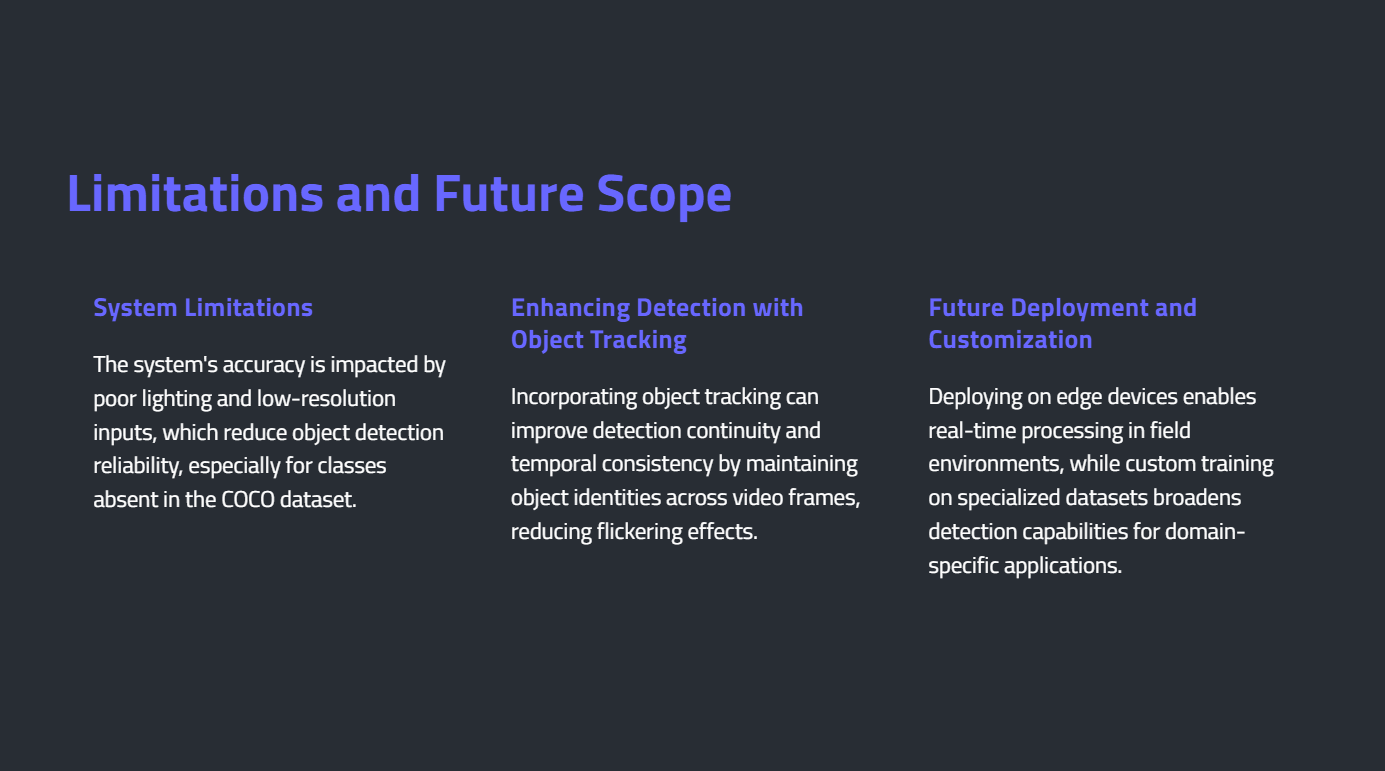 Limitations and Future Scope
System Limitations
The system's accuracy is impacted by
poor lighting and low-resolution
inputs, which reduce object detection
reliability, especially for classes
absent in the COCO dataset.
Enhancing Detection with
Object Tracking
Incorporating object tracking can
improve detection continuity and
temporal consistency by maintaining
object identities across video frames,
reducing flickering effects.
Future Deployment and
Customization
Deploying on edge devices enables
real-time processing in field
environments, while custom training
on specialized datasets broadens
detection capabilities for domain-
specific applications.